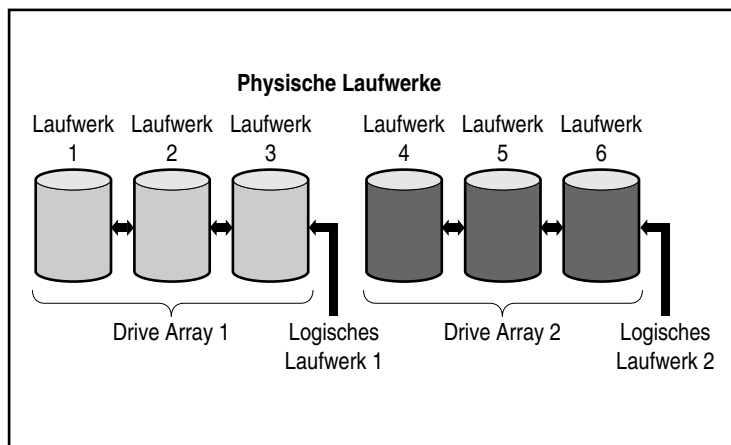 Physische Laufwerke
Laufwerk Laufwerk Laufwerk Laufwerk Laufwerk Laufwerk
1 2 3 4 5 6
Drive Array 1 Logisches Drive Array 2 Logisches
Laufwerk 1 Laufwerk 2